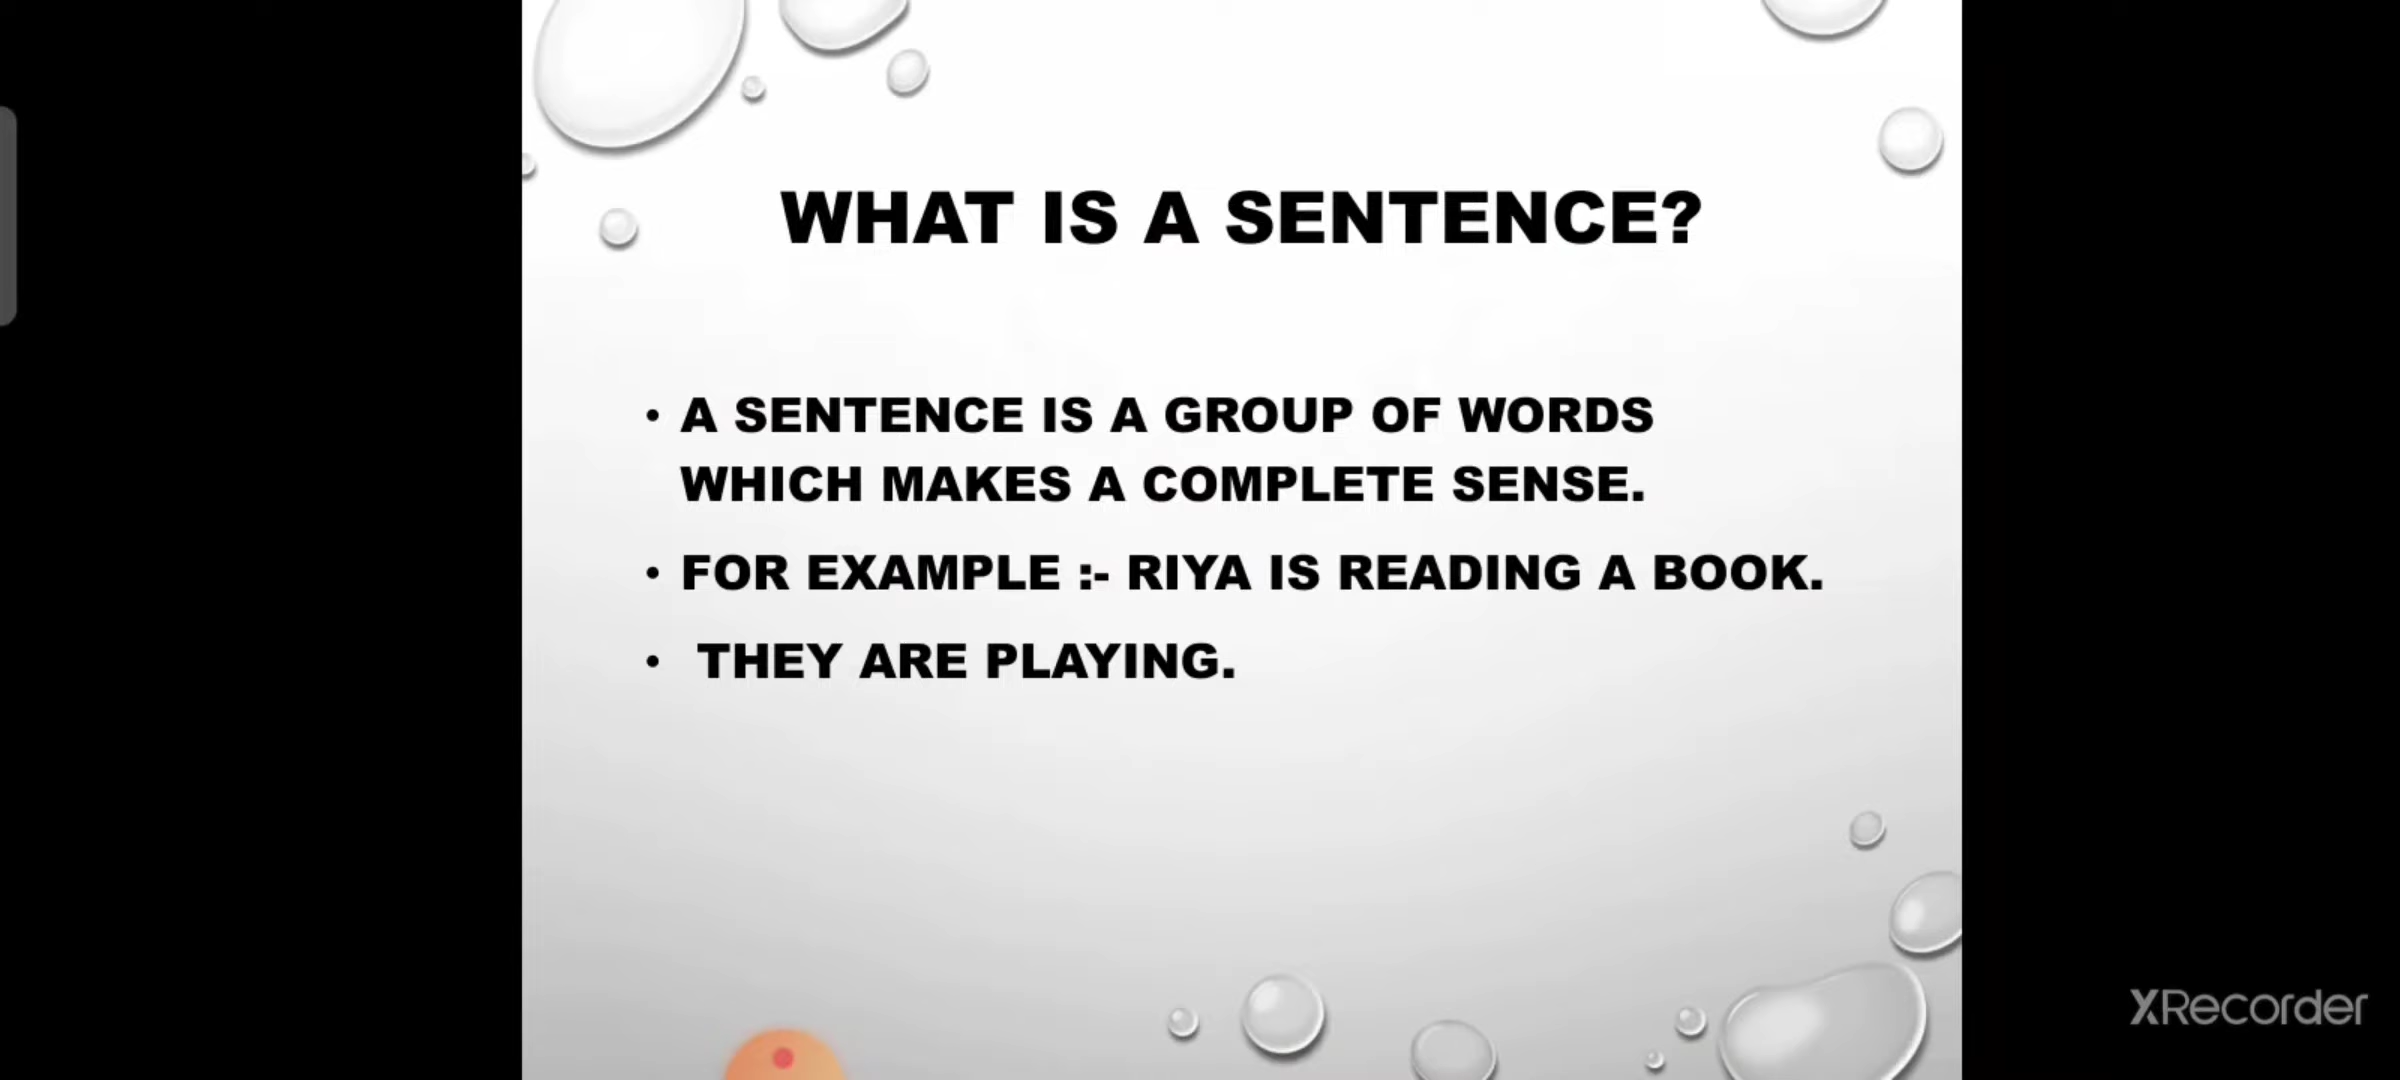 WHAT IS A SENTENCE?
• A SENTENCE IS A GROUP OF WORDS
WHICH MAKES A COMPLETE SENSE.
• FOR EXAMPLE :- RIYA IS READING A BOOK.
• THEY ARE PLAYING.
XRecorder